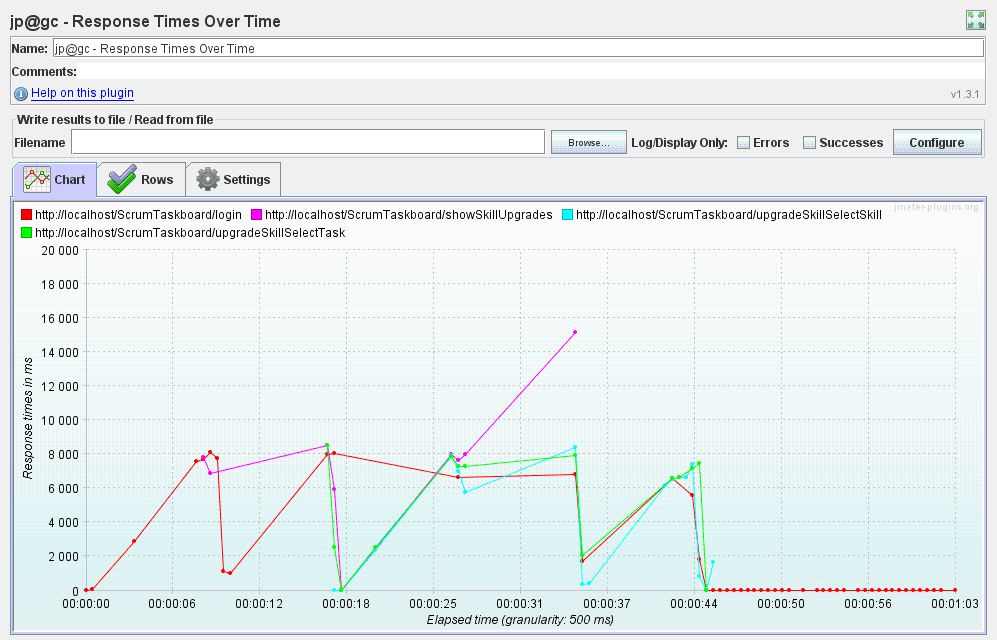 jp@gc - Response Times Over Time
Name: jp@gc - Response Times Over Time
Comments:
Help on this plugin v1.3.1
Write results to file / Read from file
Filename Browse... Log/Display Only: Errors Successes Configure
Chart Rows Settings
http://localhost/ScrumTaskboard/login http://localhost/ScrumTaskboard/showSkillUpgrades http://localhost/ScrumTaskboard/upgradeSkillSelectSkill jmeter-plugins.org
http://localhost/ScrumTaskboard/upgradeSkillSelectTask
20 000
18 000
16 000
14 000
12 000
10 000
8 000
6 000
4 000
2 000
0
Response times in ms
00:00:00 00:00:06 00:00:12 00:00:18 00:00:25 00:00:31 00:00:37 00:00:44 00:00:50 00:00:56 00:01:03
Elapsed time (granularity: 500 ms)